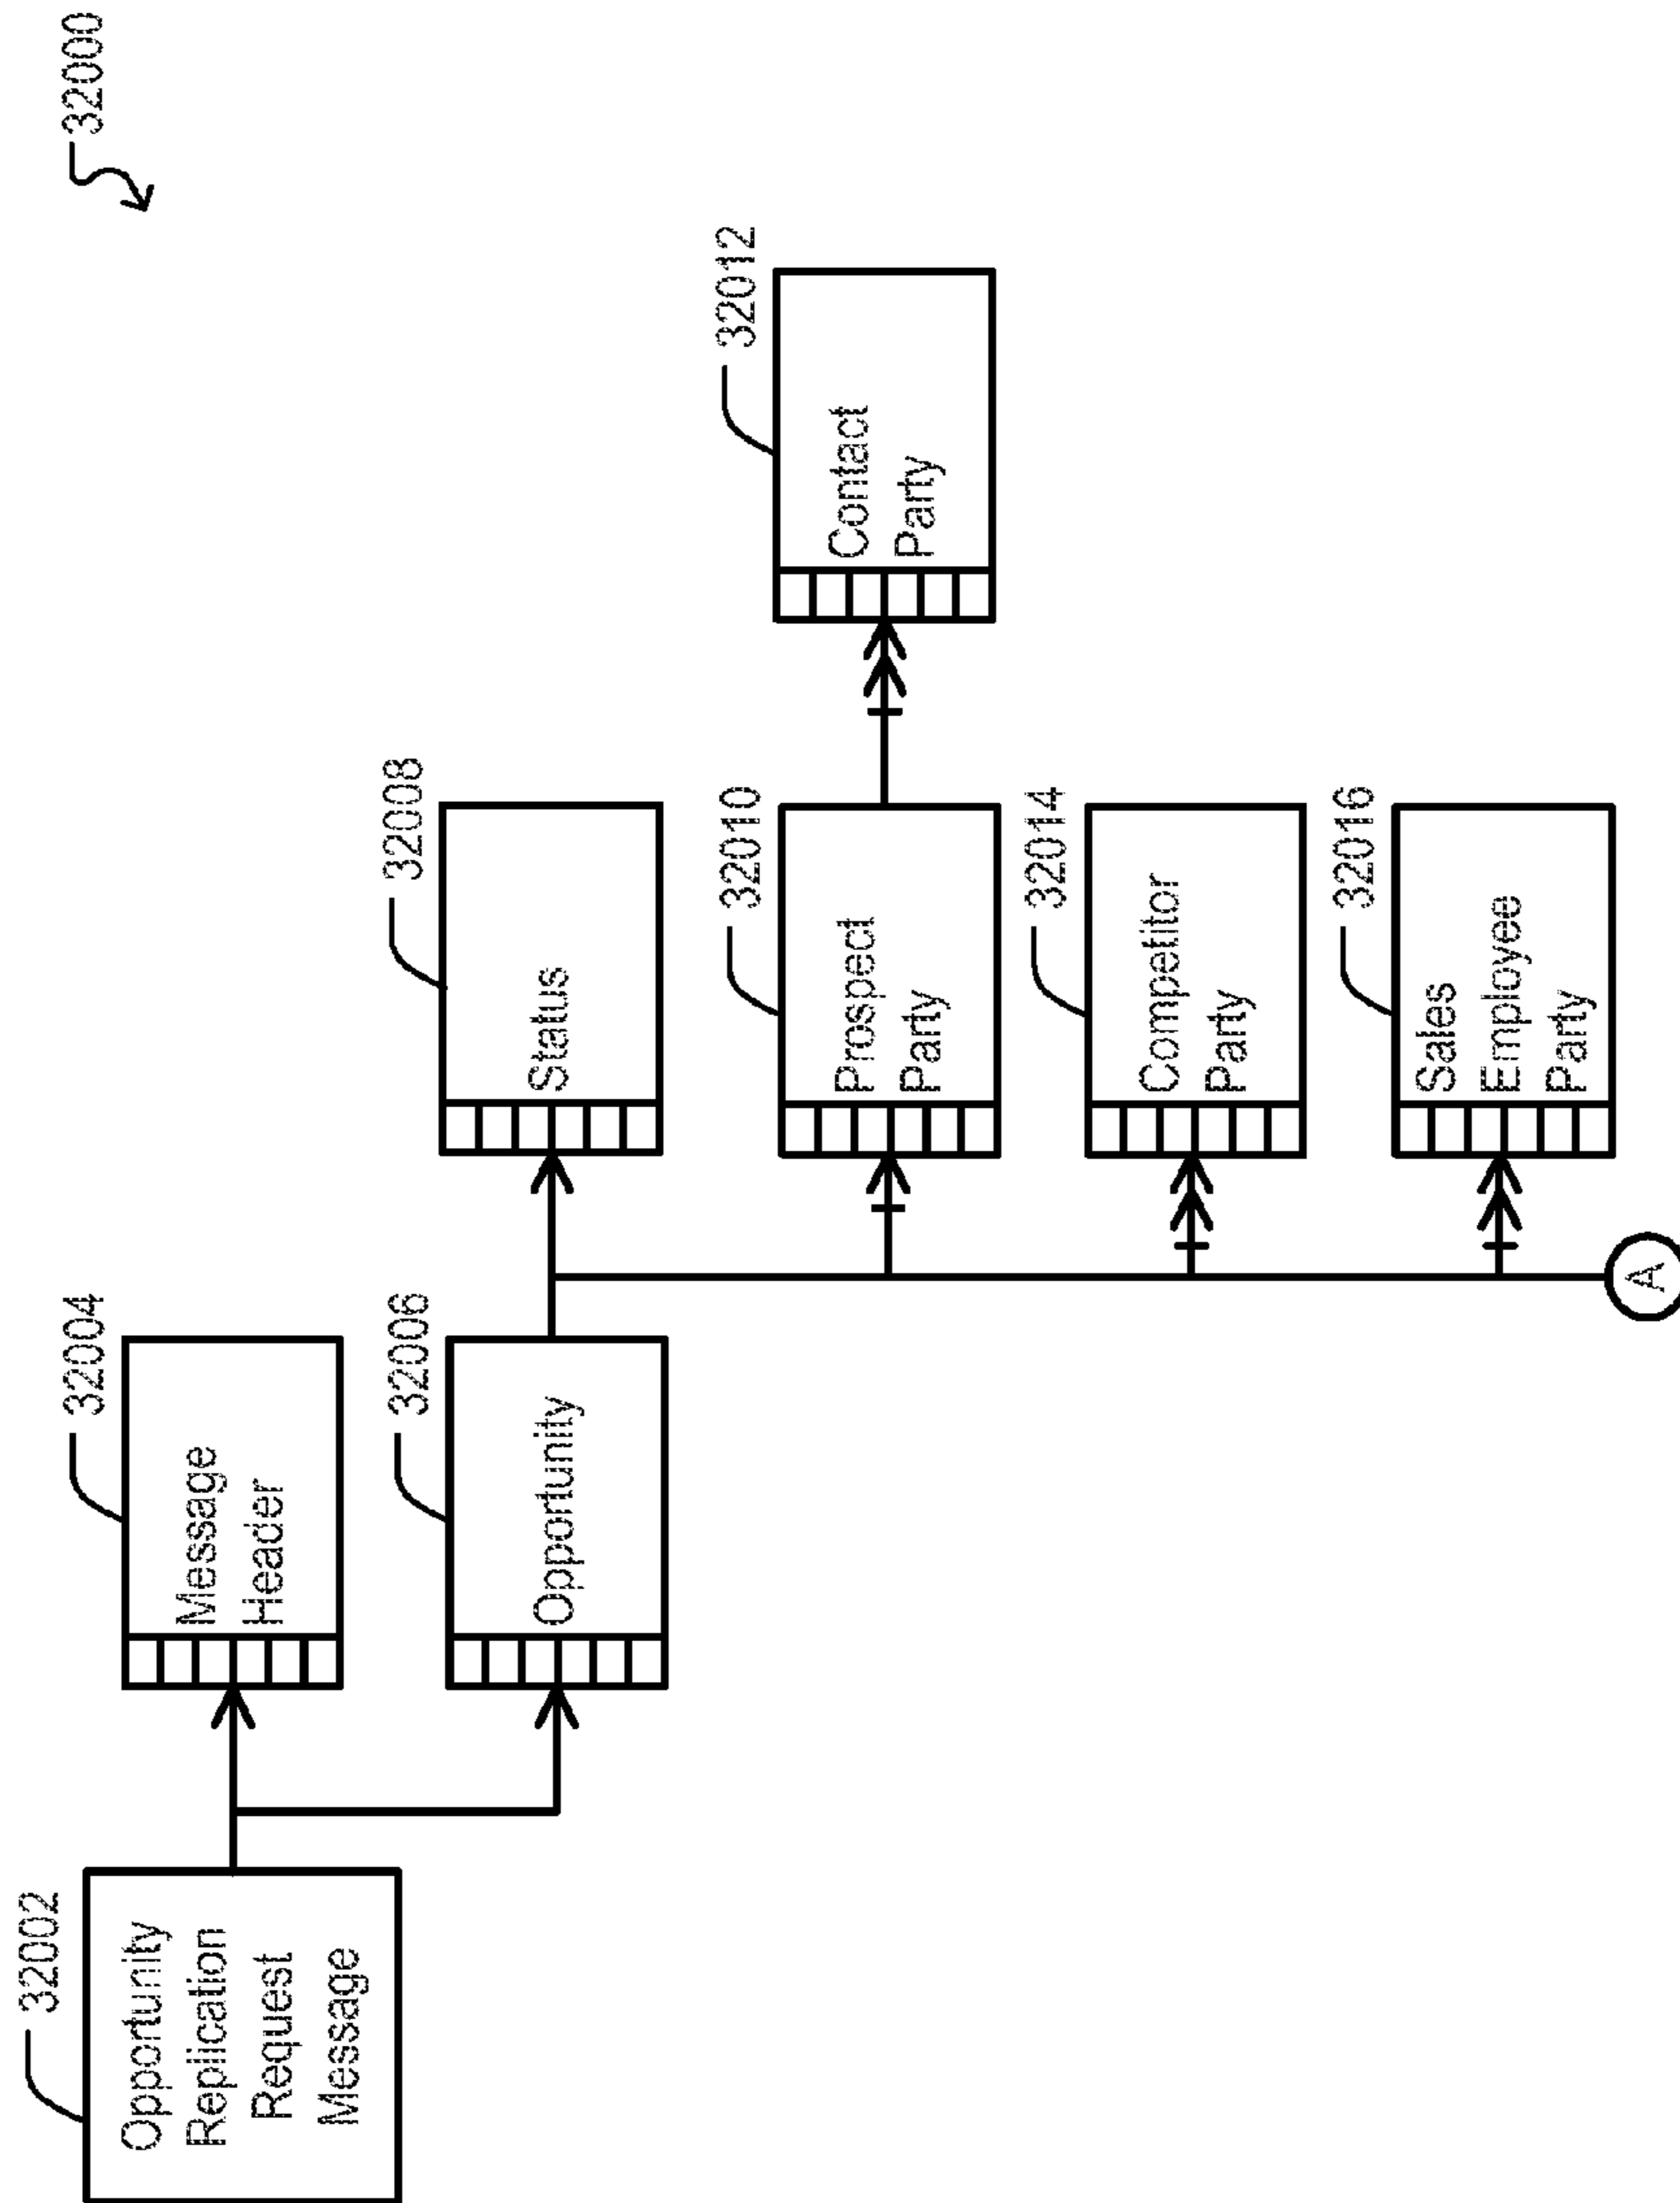 32000
32002
Opportunity
Replication
Request
Message
32004
Message
Header
32006
Opportunity
32008
Status
32010
Prospect
Party
32012
Contact
Party
32014
Competitor
Party
32016
Sales
Employee
Party
A